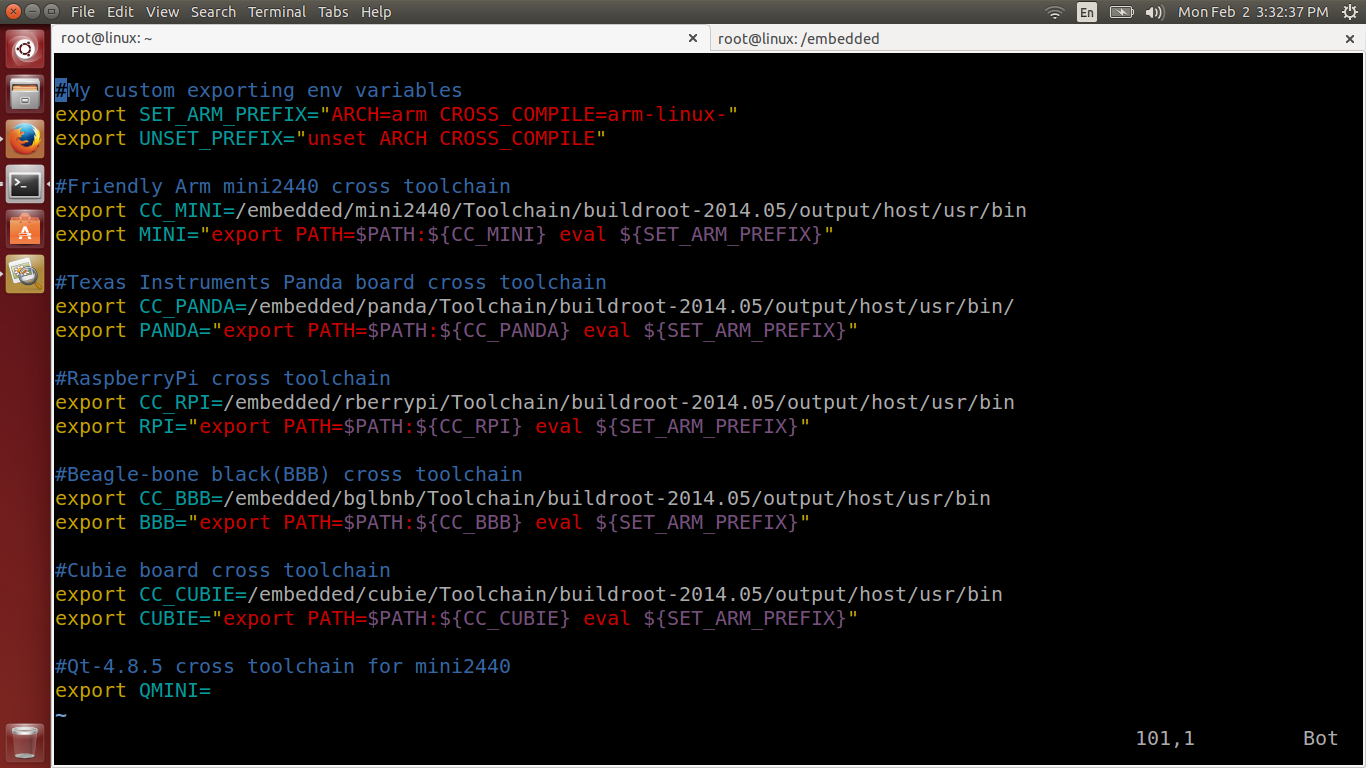 File Edit View Search Terminal Tabs Help
En
Mon Feb 2 3:32:37 PM
root@linux: ~
root@linux: /embedded
#My custom exporting env variables
export SET_ARM_PREFIX="ARCH=arm CROSS_COMPILE=arm-linux-"
export UNSET_PREFIX="unset ARCH CROSS_COMPILE"
#Friendly Arm mini2440 cross toolchain
export CC_MINI=/embedded/mini2440/Toolchain/buildroot-2014.05/output/host/usr/bin
export MINI="export PATH=$PATH:${CC_MINI} eval ${SET_ARM_PREFIX}"
#Texas Instruments Panda board cross toolchain
export CC_PANDA=/embedded/panda/Toolchain/buildroot-2014.05/output/host/usr/bin/
export PANDA="export PATH=$PATH:${CC_PANDA} eval ${SET_ARM_PREFIX}"
#RaspberryPi cross toolchain
export CC_RPI=/embedded/rberrypi/Toolchain/buildroot-2014.05/output/host/usr/bin
export RPI="export PATH=$PATH:${CC_RPI} eval ${SET_ARM_PREFIX}"
#Beagle-bone black(BBB) cross toolchain
export CC_BBB=/embedded/bglbnb/Toolchain/buildroot-2014.05/output/host/usr/bin
export BBB="export PATH=$PATH:${CC_BBB} eval ${SET_ARM_PREFIX}"
#Cubie board cross toolchain
export CC_CUBIE=/embedded/cubie/Toolchain/buildroot-2014.05/output/host/usr/bin
export CUBIE="export PATH=$PATH:${CC_CUBIE} eval ${SET_ARM_PREFIX}"
#Qt-4.8.5 cross toolchain for mini2440
export QMINI=
~
101,1 Bot